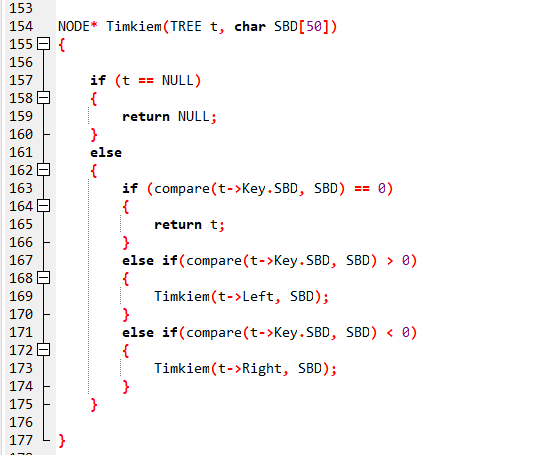 153
154 NODE* Timkiem(TREE t, char SBD[50])
155 {
156
157 if (t == NULL)
158 {
159 return NULL;
160 }
161 else
162 {
163 if (compare(t->Key.SBD, SBD) == 0)
164 {
165 return t;
166 }
167 else if(compare(t->Key.SBD, SBD) > 0)
168 {
169 Timkiem(t->Left, SBD);
170 }
171 else if(compare(t->Key.SBD, SBD) < 0)
172 {
173 Timkiem(t->Right, SBD);
174 }
175 }
176
177 }